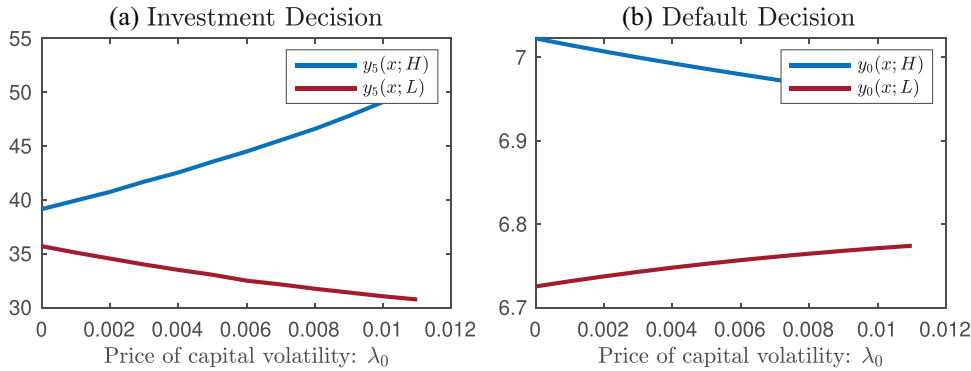 (a) Investment Decision
55
50
45
40
35
30
y₅(x; H)
y₅(x; L)
0 0.002 0.004 0.006 0.008 0.01 0.012
Price of capital volatility: λ₀
(b) Default Decision
7
6.9
6.8
6.7
y₀(x; H)
y₀(x; L)
0 0.002 0.004 0.006 0.008 0.01 0.012
Price of capital volatility: λ₀